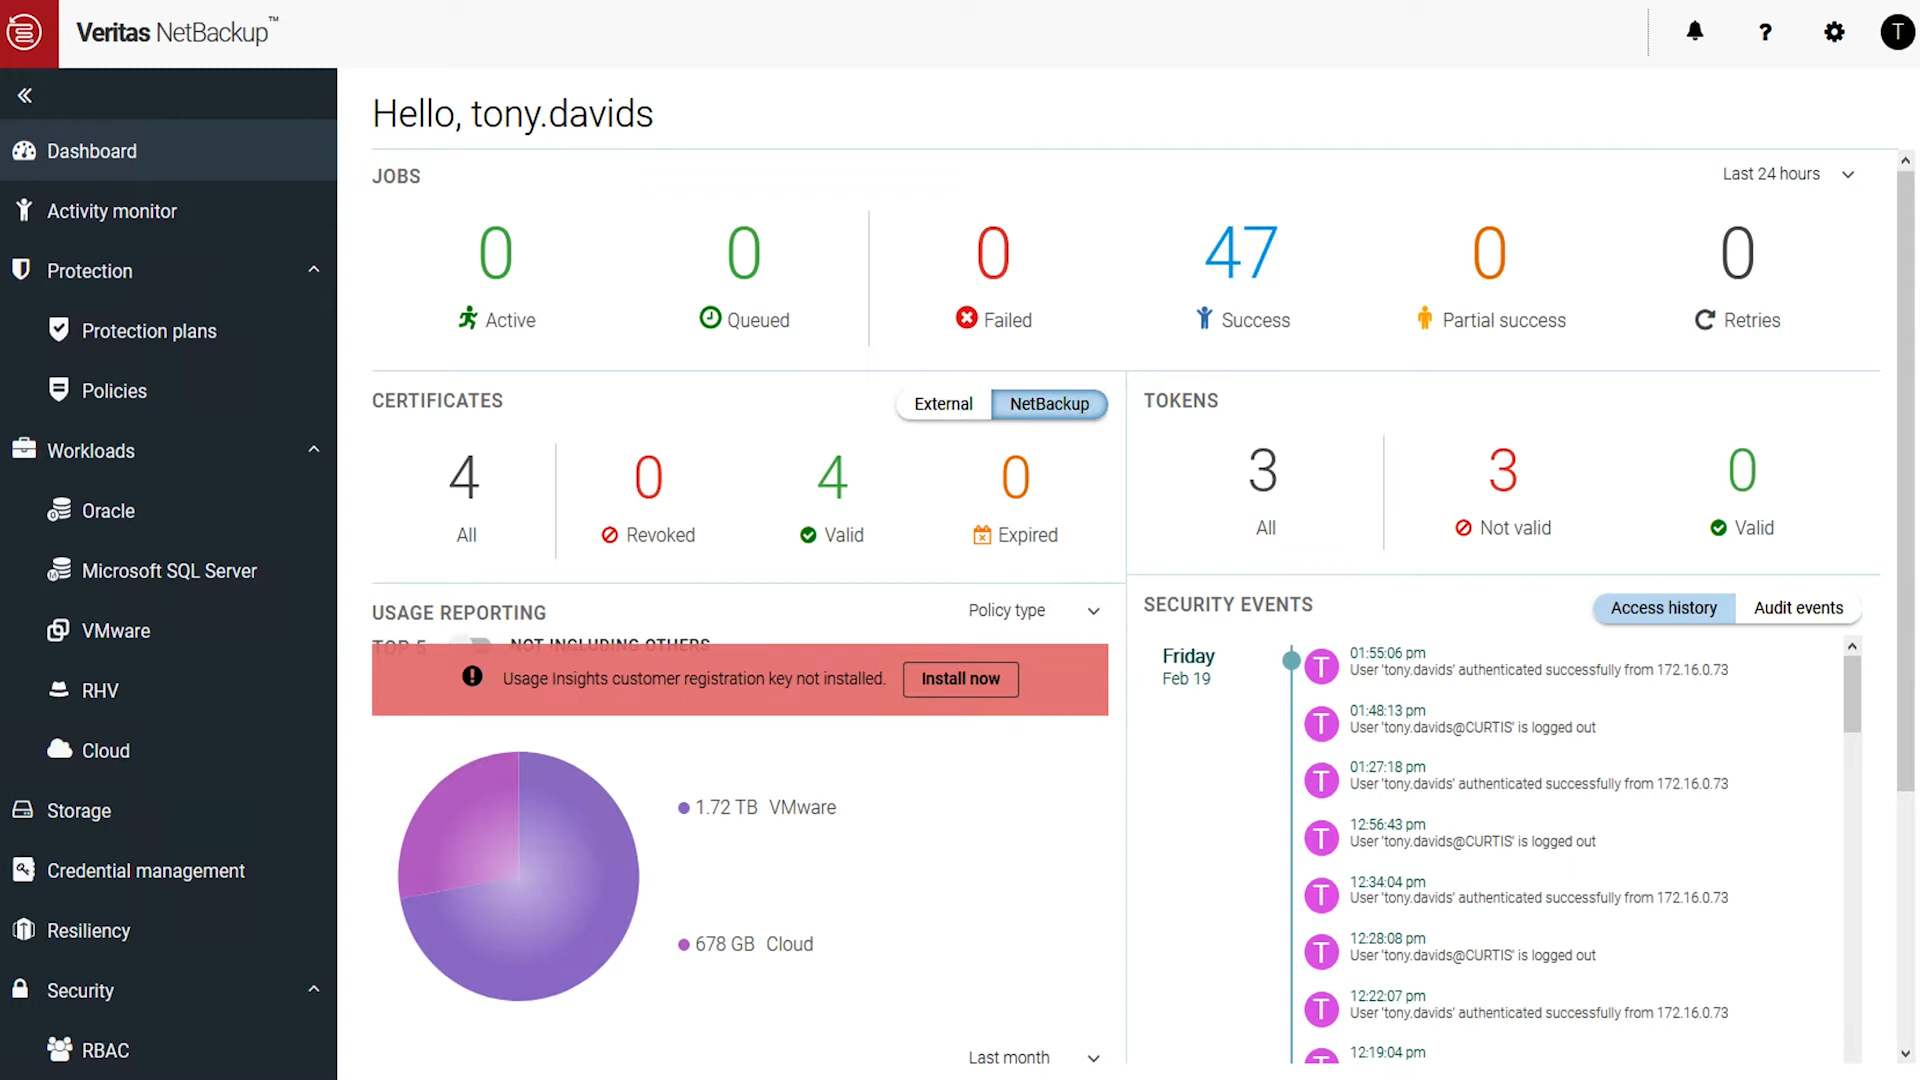 Veritas NetBackup™
T
Hello, tony.davids
Dashboard
Activity monitor
Protection
Protection plans
Policies
Workloads
Oracle
Microsoft SQL Server
VMware
RHV
Cloud
Storage
Credential management
Resiliency
Security
RBAC
JOBS
Last 24 hours
0
0
0
47
0
0
Active
Queued
Failed
Success
Partial success
Retries
CERTIFICATES
External
NetBackup
4
0
4
0
All
Revoked
Valid
Expired
TOKENS
3
3
0
All
Not valid
Valid
USAGE REPORTING
Policy type
TOP 5
NOT INCLUDING OTHERS
Usage Insights customer registration key not installed.
Install now
1.72 TB VMware
678 GB Cloud
Last month
SECURITY EVENTS
Access history
Audit events
Friday
Feb 19
T
01:55:06 pm
User 'tony.davids' authenticated successfully from 172.16.0.73
T
01:48:13 pm
User 'tony.davids@CURTIS' is logged out
T
01:27:18 pm
User 'tony.davids' authenticated successfully from 172.16.0.73
T
12:56:43 pm
User 'tony.davids@CURTIS' is logged out
T
12:34:04 pm
User 'tony.davids' authenticated successfully from 172.16.0.73
T
12:28:08 pm
User 'tony.davids@CURTIS' is logged out
T
12:22:07 pm
User 'tony.davids' authenticated successfully from 172.16.0.73
T
12:19:04 pm